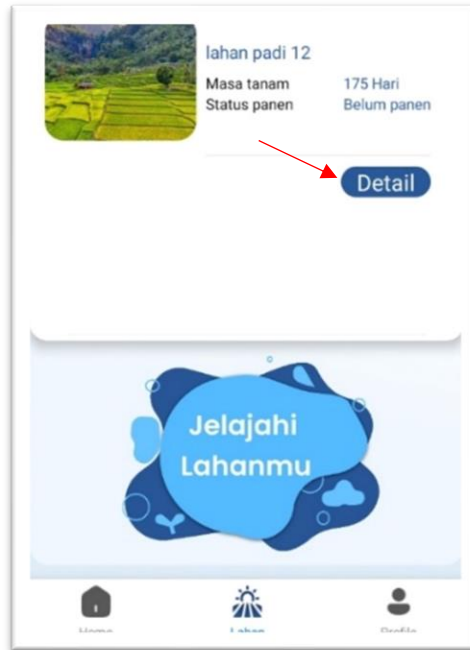 lahan padi 12
Masa tanam 175 Hari
Status panen Belum panen
Detail
Jelajahi
Lahanmu